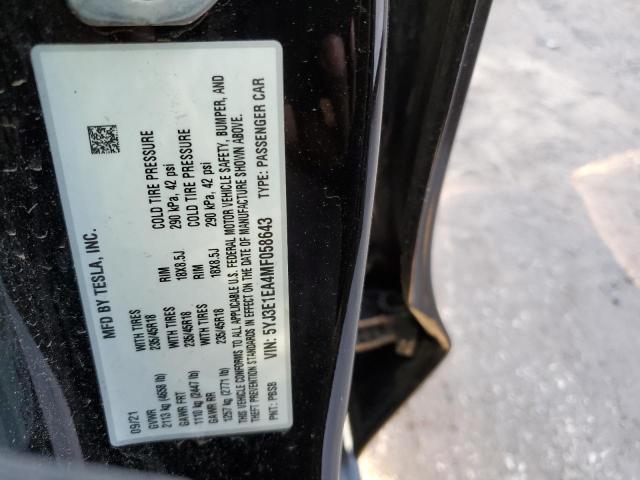 MFD BY TESLA, INC.
09/21
GVWR
2113 kg (4658 lb)
GAWR FRT WITH TIRES RIM COLD TIRE PRESSURE
1110 kg (2447 lb) 235/45R18 18X8.5J 290 kPa, 42 psi
GAWR RR WITH TIRES RIM COLD TIRE PRESSURE
1257 kg (2771 lb) 235/45R18 18X8.5J 290 kPa, 42 psi
THIS VEHICLE CONFORMS TO ALL APPLICABLE U.S. FEDERAL MOTOR VEHICLE SAFETY, BUMPER, AND
THEFT PREVENTION STANDARDS IN EFFECT ON THE DATE OF MANUFACTURE SHOWN ABOVE.
PNT: PBSB VIN: 5YJ3E1EA4MF058643 TYPE: PASSENGER CAR